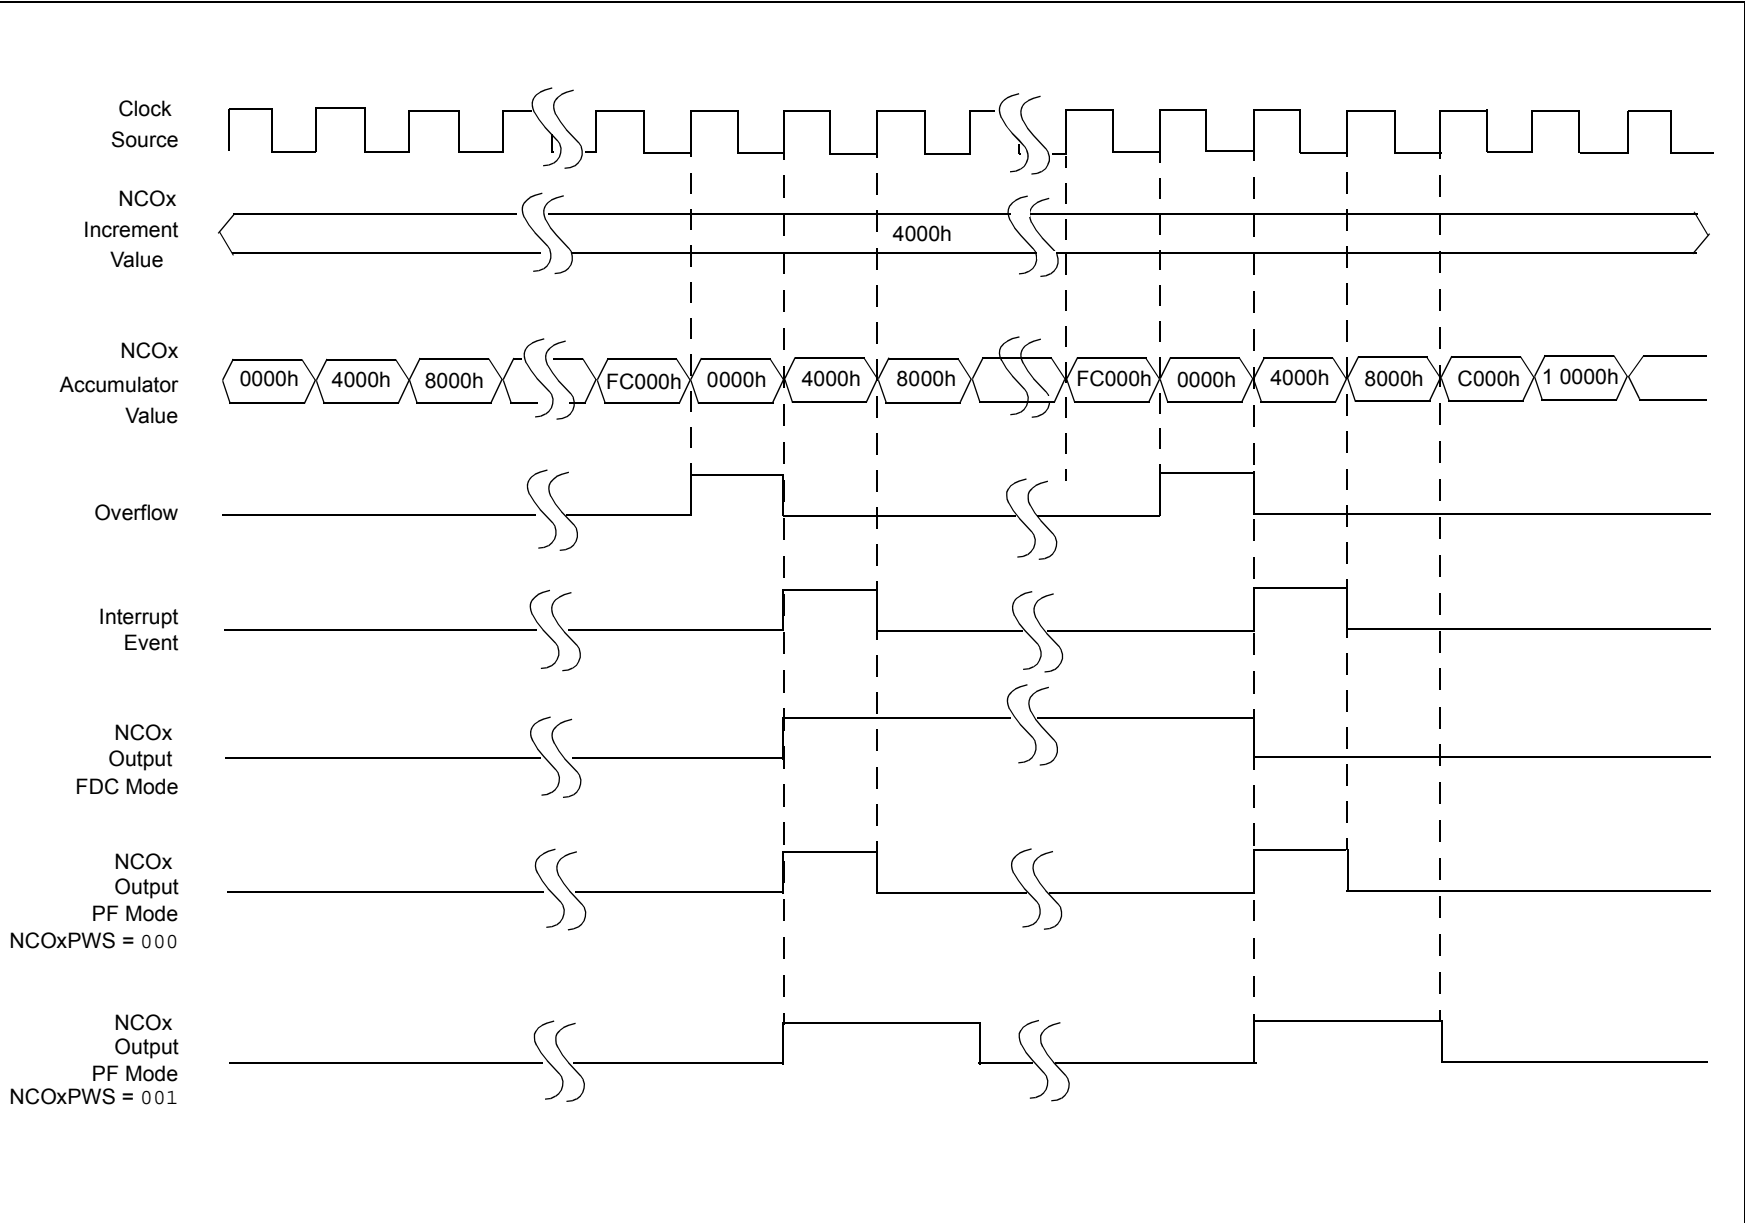 Clock
Source
NCOx
Increment
Value
4000h
NCOx
Accumulator
Value
0000h 4000h 8000h FC000h 0000h 4000h 8000h FC000h 0000h 4000h 8000h C000h 1 0000h
Overflow
Interrupt
Event
NCOx
Output
FDC Mode
NCOx
Output
PF Mode
NCOxPWS = 000
NCOx
Output
PF Mode
NCOxPWS = 001